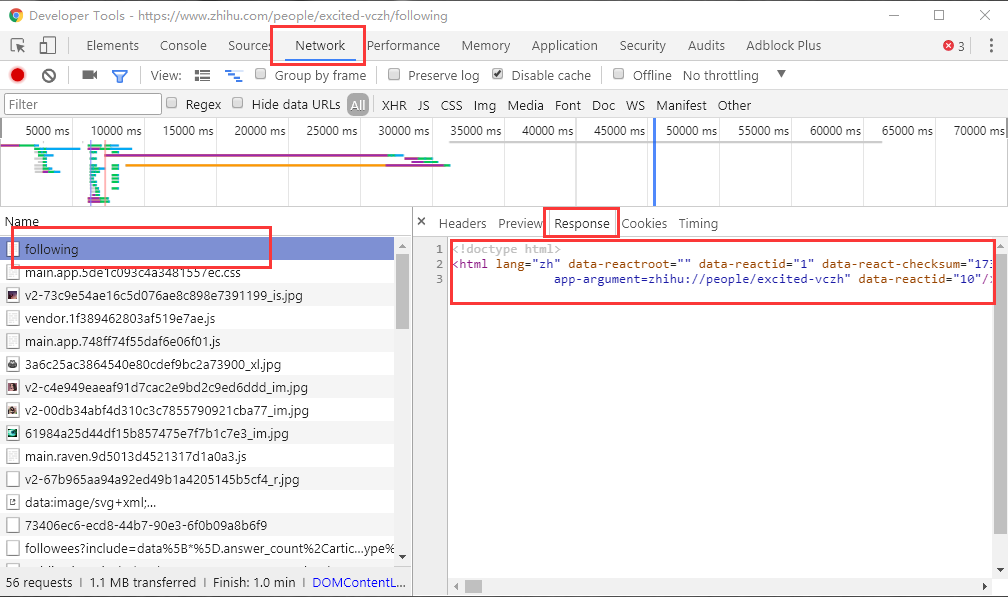 Developer Tools - https://www.zhihu.com/people/excited-vczh/following
Elements Console Sources Network Performance Memory Application Security Audits Adblock Plus 3
View: Group by frame Preserve log Disable cache Offline No throttling
Filter Regex Hide data URLs All XHR JS CSS Img Media Font Doc WS Manifest Other
5000 ms 10000 ms 15000 ms 20000 ms 25000 ms 30000 ms 35000 ms 40000 ms 45000 ms 50000 ms 55000 ms 60000 ms 65000 ms 70000 ms
Name
Headers Preview Response Cookies Timing
following
main.app.5de1c093c4a3481557ec.css
v2-73c9e54ae16c5d076ae8c898e7391199_is.jpg
vendor.1f389462803af519e7ae.js
main.app.748ff74f55daf6e06f01.js
3a6c25ac3864540e80cdef9bc2a73900_xl.jpg
v2-c4e949eaeaf91d7cac2e9bd2c9ed6ddd_im.jpg
v2-00db34abf4d310c3c7855790921cba77_im.jpg
61984a25d44df15b857475e7f7b1c7e3_im.jpg
main.raven.9d5013d4521317d1a0a3.js
v2-67b965aa94a92ed49b1a4205145b5cf4_r.jpg
data:image/svg+xml;...
73406ec6-ecd8-44b7-90e3-6f0b09a8b6f9
followees?include=data%5B*%5D.answer_count%2Cartic...ype%
1 <!doctype html>
2 <html lang="zh" data-reactroot="" data-reactid="1" data-react-checksum="173
3 app-argument=zhihu://people/excited-vczh" data-reactid="10"/>
56 requests | 1.1 MB transferred | Finish: 1.0 min | DOMContentL...